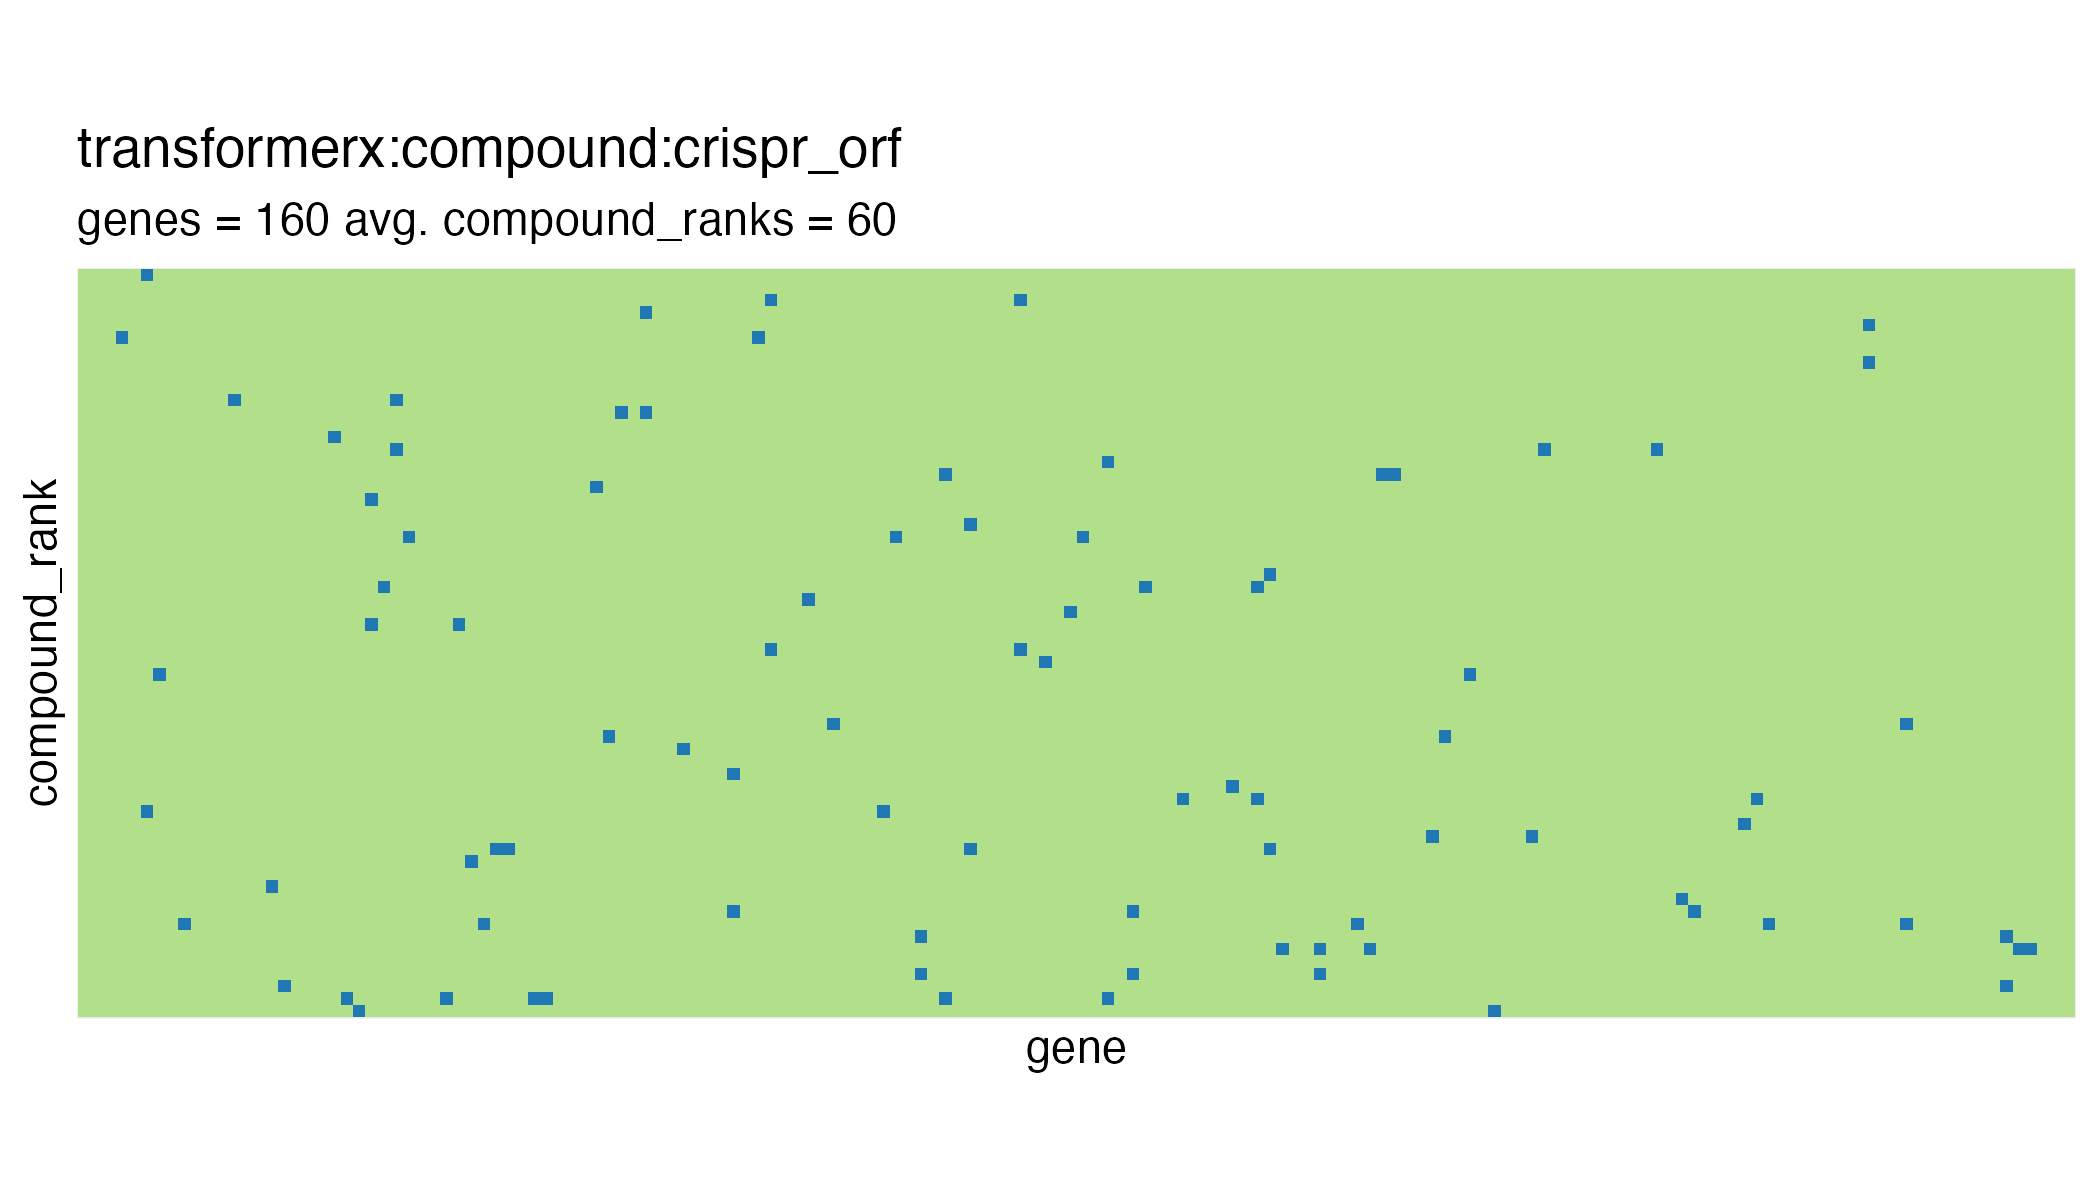 transformerx:compound:crispr_orf
genes = 160 avg. compound_ranks = 60
compound_rank
gene